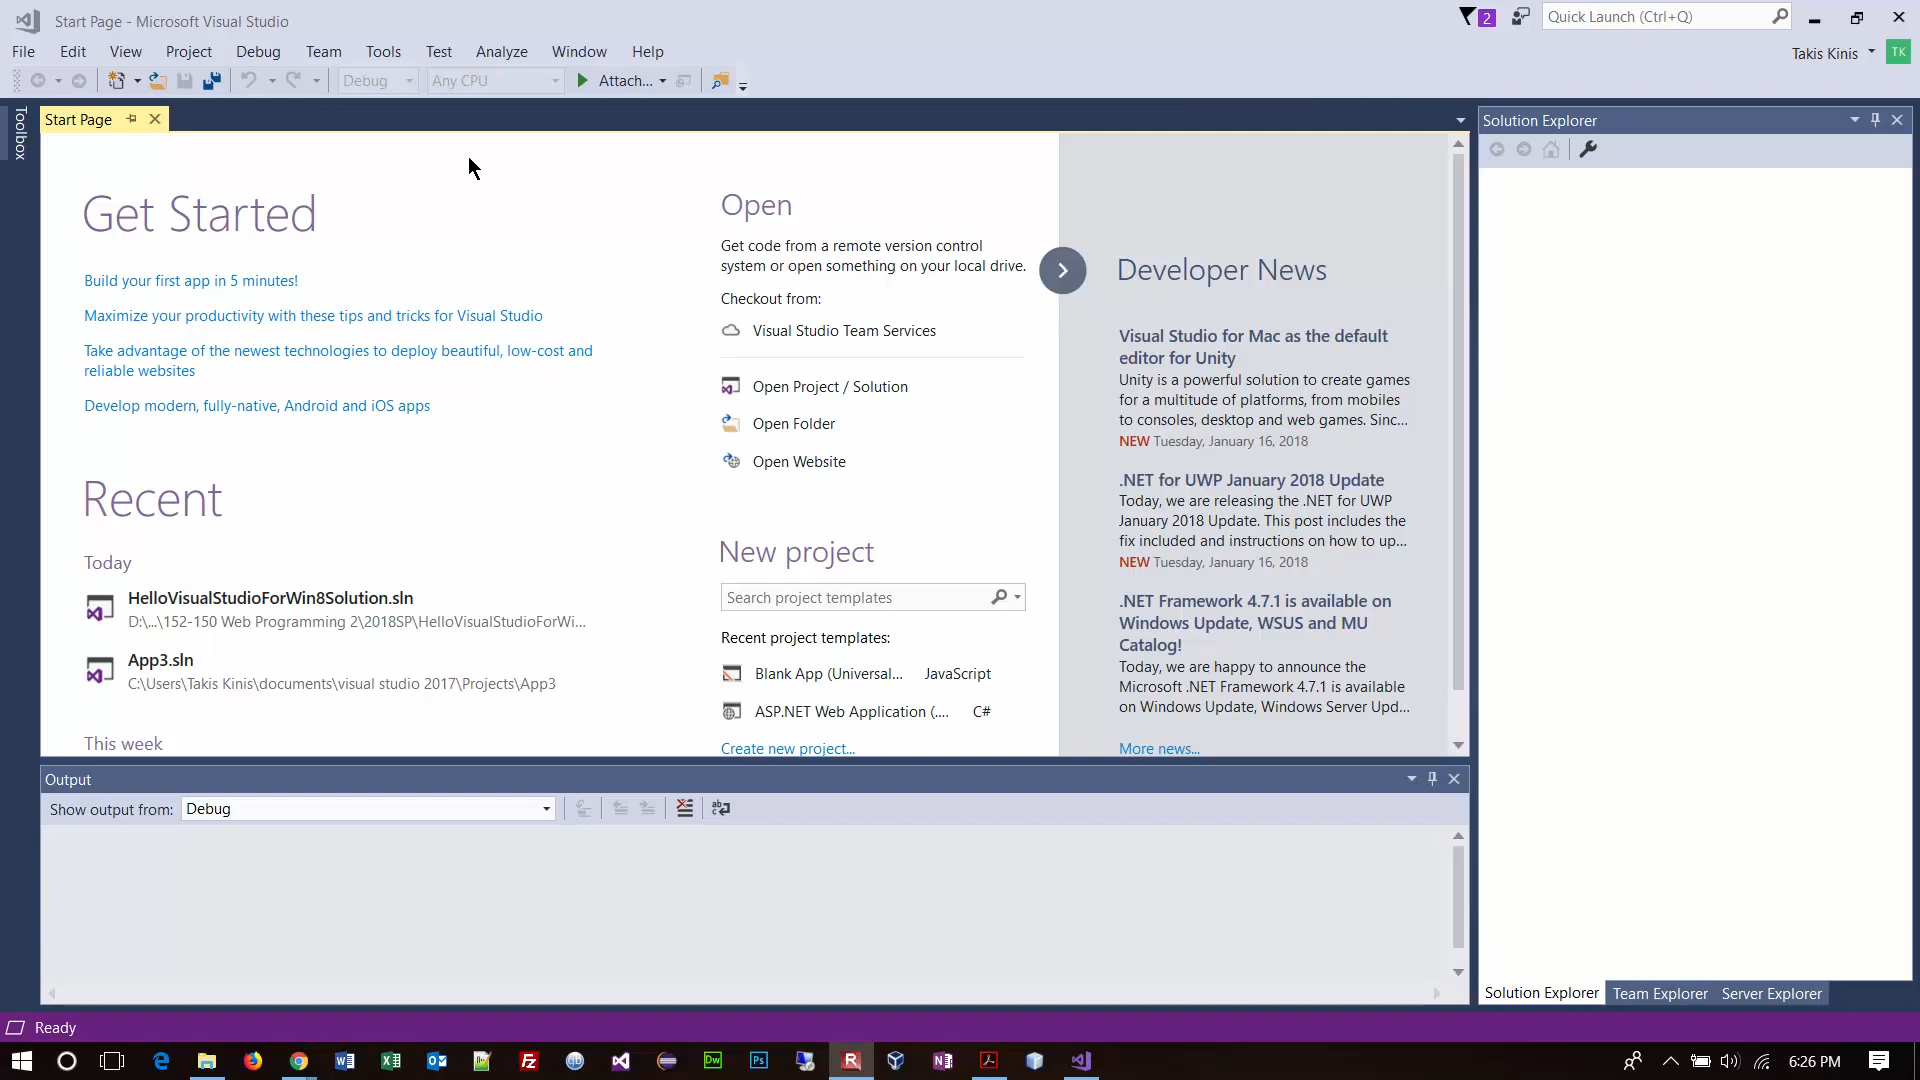 Start Page - Microsoft Visual Studio
2
Quick Launch (Ctrl+Q)
File Edit View Project Debug Team Tools Test Analyze Window Help
Takis Kinis TK
Debug Any CPU Attach...
Toolbox
Start Page
Get Started
Build your first app in 5 minutes!
Maximize your productivity with these tips and tricks for Visual Studio
Take advantage of the newest technologies to deploy beautiful, low-cost and
reliable websites
Develop modern, fully-native, Android and iOS apps
Recent
Today
HelloVisualStudioForWin8Solution.sln
D:\...\152-150 Web Programming 2\2018SP\HelloVisualStudioForWi...
App3.sln
C:\Users\Takis Kinis\documents\visual studio 2017\Projects\App3
This week
Open
Get code from a remote version control
system or open something on your local drive.
Checkout from:
Visual Studio Team Services
Open Project / Solution
Open Folder
Open Website
New project
Search project templates
Recent project templates:
Blank App (Universal... JavaScript
ASP.NET Web Application (.... C#
Create new project...
Developer News
Visual Studio for Mac as the default
editor for Unity
Unity is a powerful solution to create games
for a multitude of platforms, from mobiles
to consoles, desktop and web games. Sinc...
NEW Tuesday, January 16, 2018
.NET for UWP January 2018 Update
Today, we are releasing the .NET for UWP
January 2018 Update. This post includes the
fix included and instructions on how to up...
NEW Tuesday, January 16, 2018
.NET Framework 4.7.1 is available on
Windows Update, WSUS and MU
Catalog!
Today, we are happy to announce the
Microsoft .NET Framework 4.7.1 is available
on Windows Update, Windows Server Upd...
More news...
Solution Explorer
Output
Show output from: Debug
Solution Explorer Team Explorer Server Explorer
Ready
6:26 PM